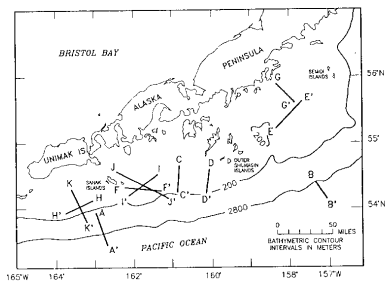 BRISTOL BAY
PENINSULA
ALASKA
UNIMAK IS
SEMIDI
ISLANDS
G
G'
E'
E
200
56°N
55°
54°N
OUTER
SHUMAGIN
ISLANDS
SANAK
ISLANDS
J
I
C
D
K
H
F
F'
H'
A
I'
J'
C'
D'
K'
A'
B
B'
200
2800
PACIFIC OCEAN
0 50
MILES
BATHYMETRIC CONTOUR
INTERVALS IN METERS
165°W 164° 162° 160° 158° 157°W